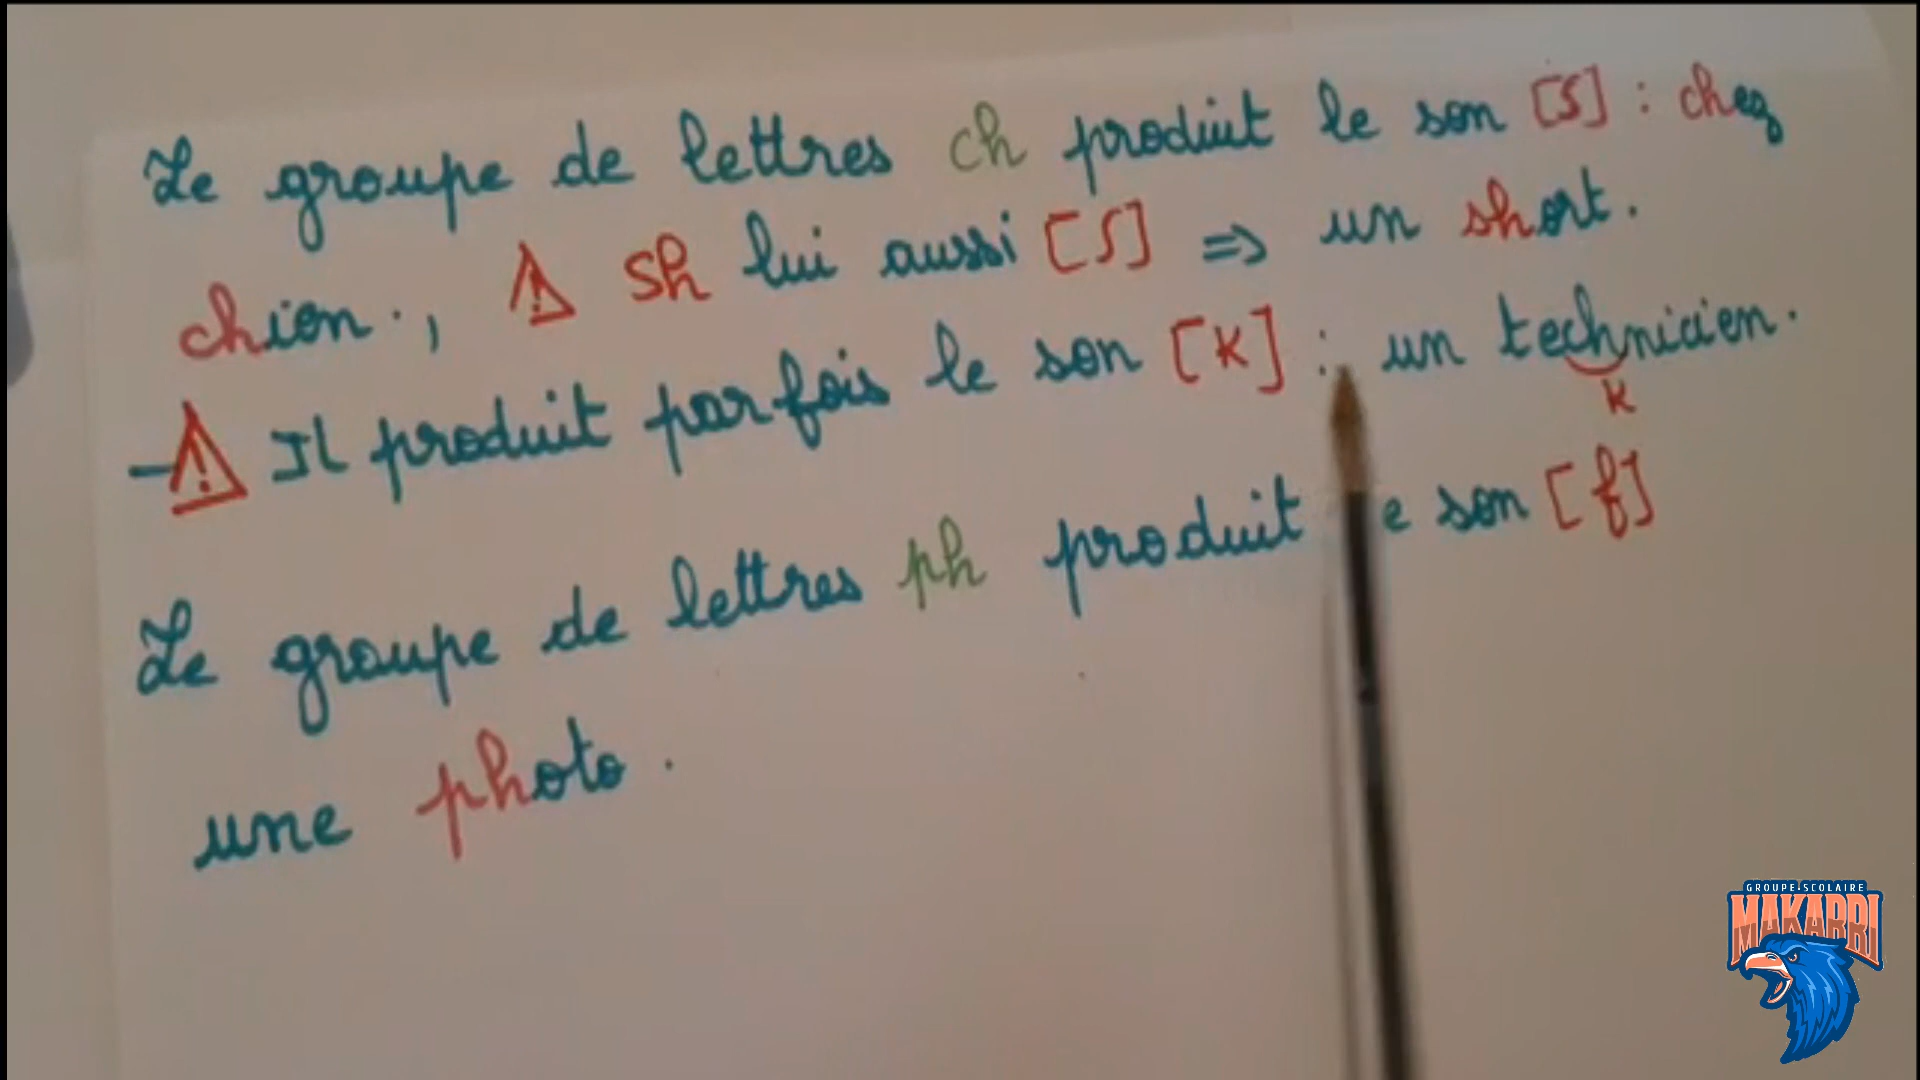 Le groupe de lettres ch produit le son [ʃ] : chez
chien ., ⚠ sh lui aussi [ʃ] => un short.
-⚠ Il produit parfois le son [K] : un technicien.
K
Le groupe de lettres ph produit e son [f]
une photo.
GROUPE SCOLAIRE
MAKARRI